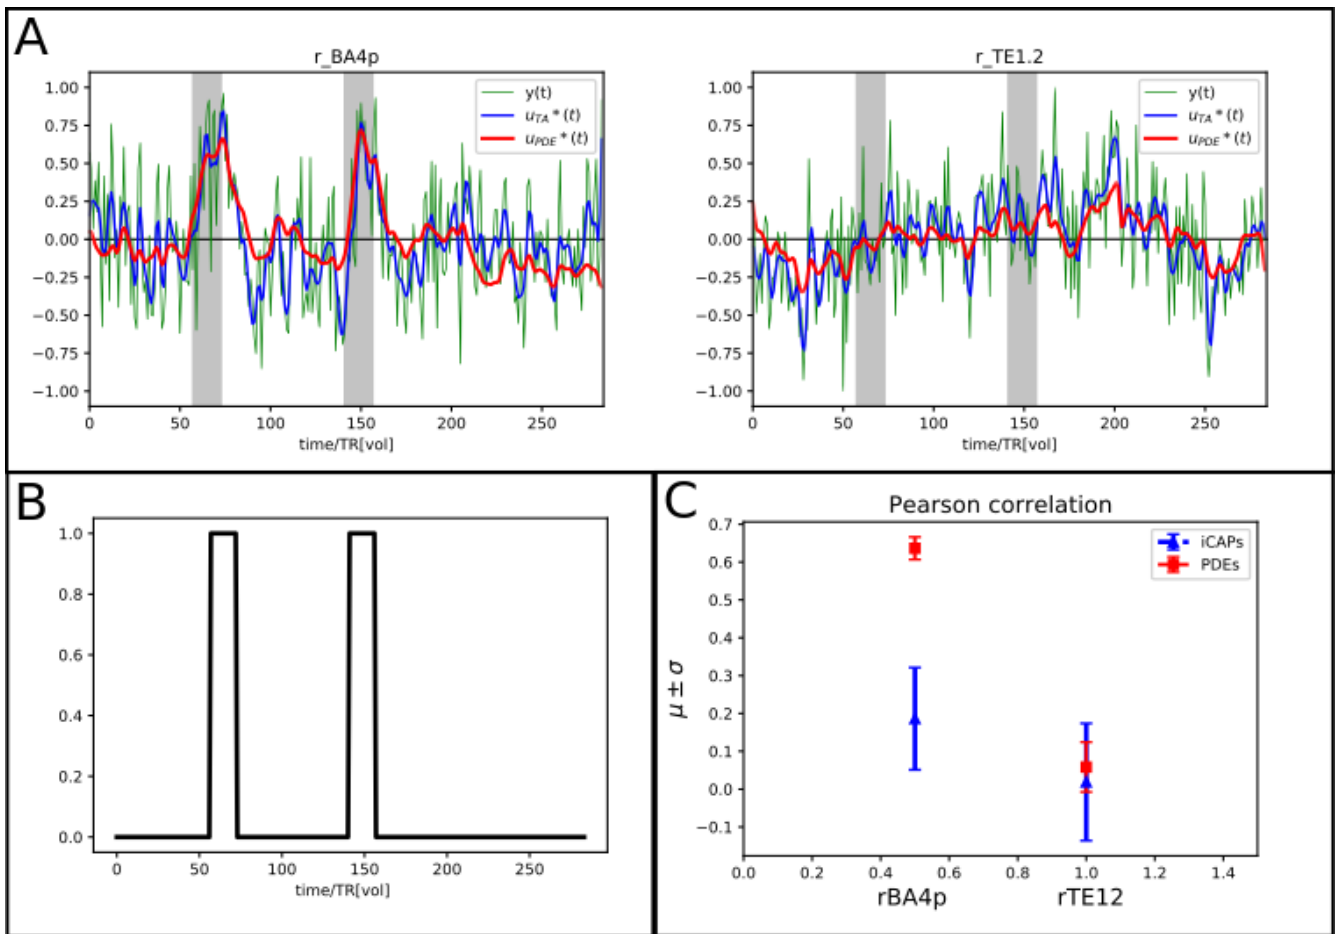 A
r_BA4p
1.00
0.75
0.50
0.25
0.00
−0.25
−0.50
−0.75
−1.00
y(t)
u_TA*(t)
u_PDE*(t)
0 50 100 150 200 250
time/TR[vol]
r_TE1.2
1.00
0.75
0.50
0.25
0.00
−0.25
−0.50
−0.75
−1.00
y(t)
u_TA*(t)
u_PDE*(t)
0 50 100 150 200 250
time/TR[vol]
B
1.0
0.8
0.6
0.4
0.2
0.0
0 50 100 150 200 250
time/TR[vol]
C
Pearson correlation
0.7
0.6
0.5
0.4
0.3
0.2
0.1
0.0
−0.1
μ ± σ
iCAPs
PDEs
0.0 0.2 0.4 0.6 0.8 1.0 1.2 1.4
rBA4p rTE12